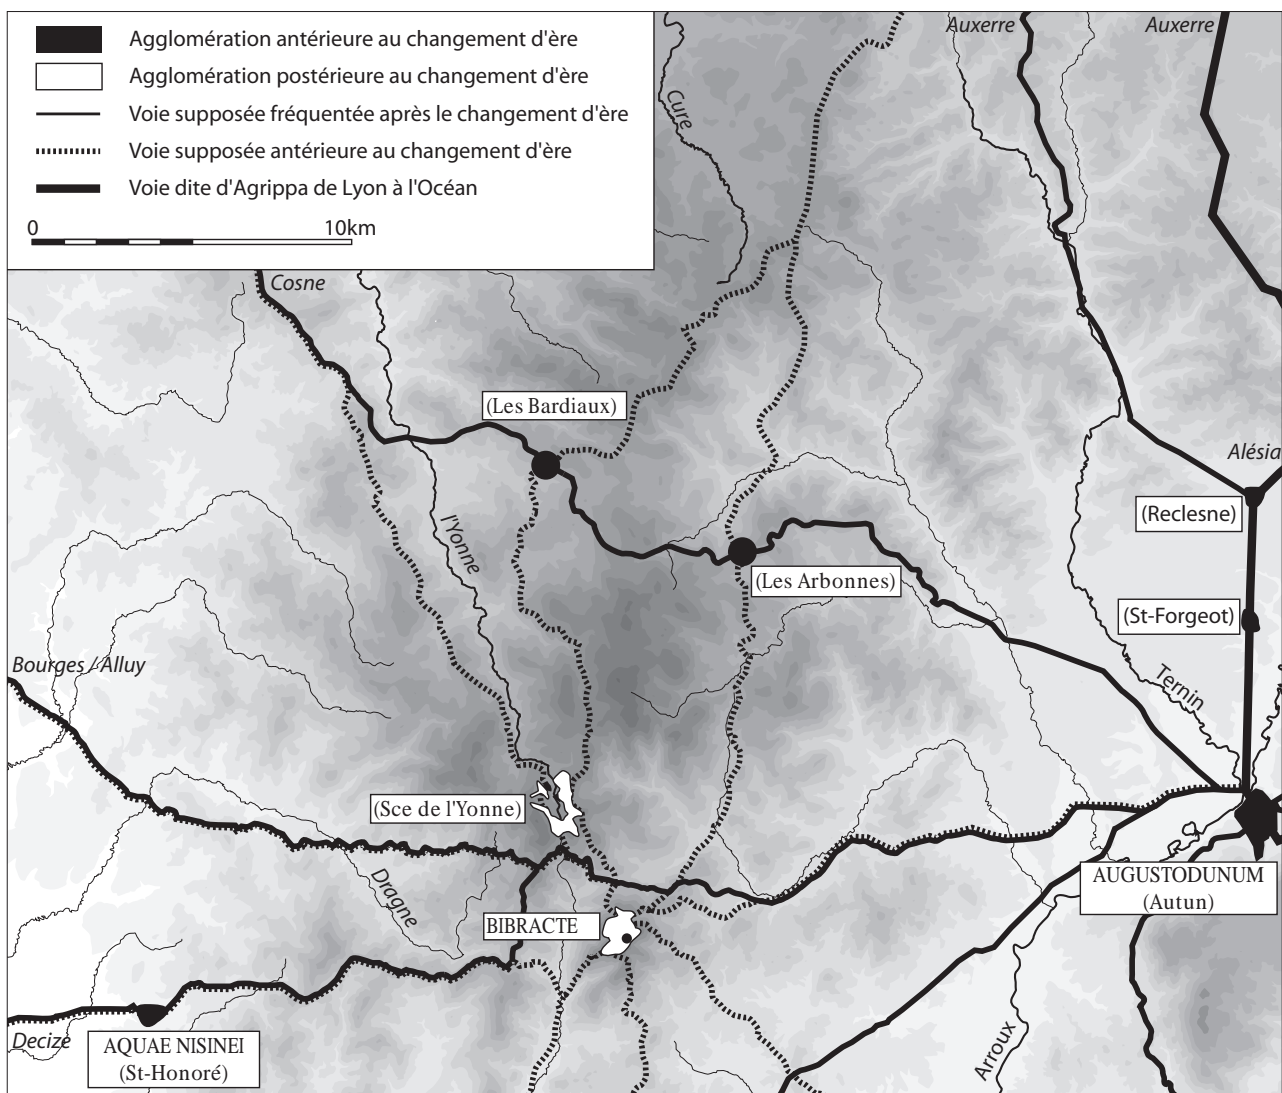 Agglomération antérieure au changement d'ère
Agglomération postérieure au changement d'ère
Voie supposée fréquentée après le changement d'ère
Voie supposée antérieure au changement d'ère
Voie dite d'Agrippa de Lyon à l'Océan
0 10km
Auxerre
Auxerre
Cure
Cosne
(Les Bardiaux)
Alésia
(Reclesne)
l'Yonne
(Les Arbonnes)
(St-Forgeot)
Bourges / Alluy
Ternin
(Sce de l'Yonne)
AUGUSTODUNUM
(Autun)
Dragne
BIBRACTE
Decize
AQUAE NISINEI
(St-Honoré)
Arroux